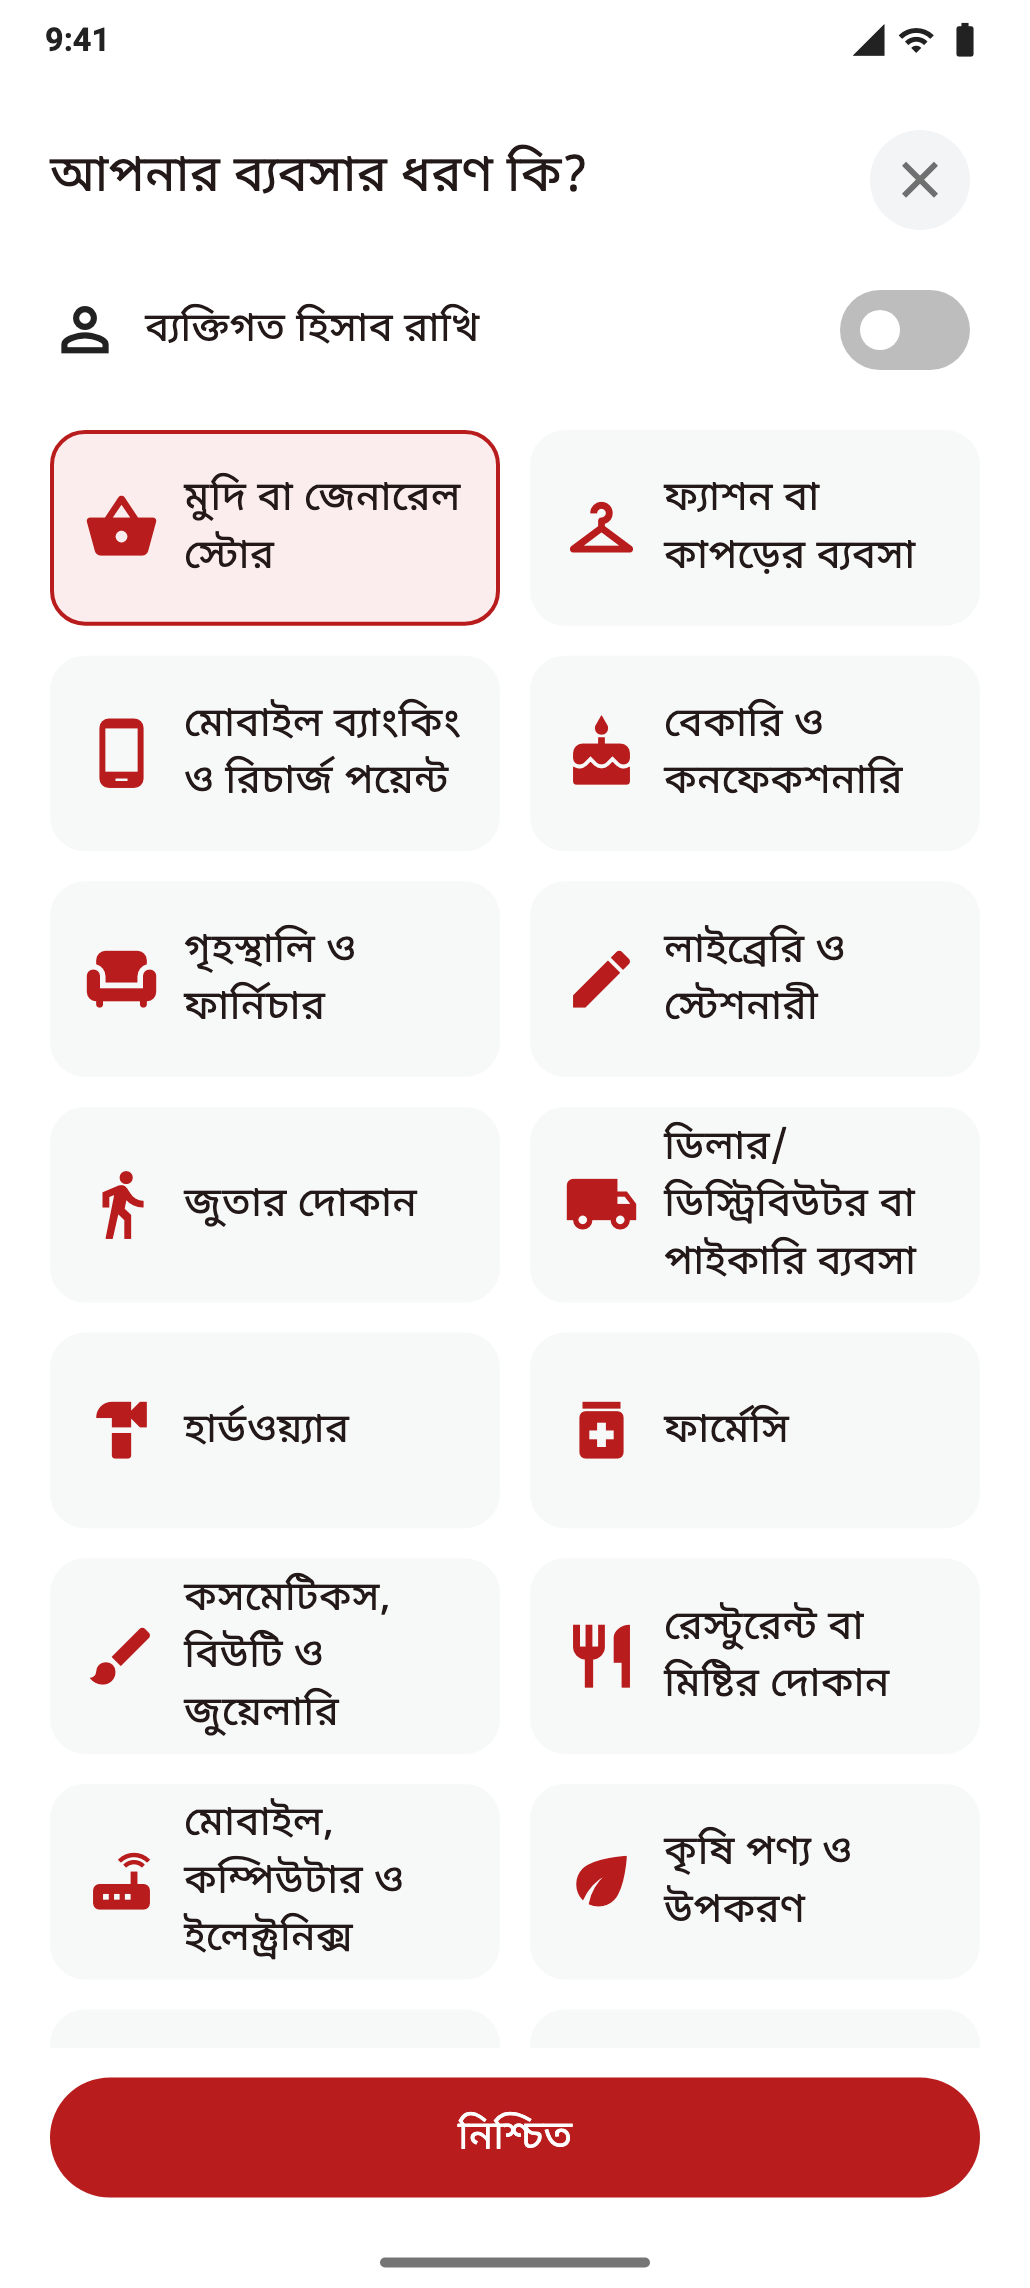 9:41
আপনার ব্যবসার ধরণ কি?
ব্যক্তিগত হিসাব রাখি
মুদি বা জেনারেল
স্টোর
ফ্যাশন বা
কাপড়ের ব্যবসা
মোবাইল ব্যাংকিং
ও রিচার্জ পয়েন্ট
বেকারি ও
কনফেকশনারি
গৃহস্থালি ও
ফার্নিচার
লাইব্রেরি ও
স্টেশনারী
জুতার দোকান
ডিলার/
ডিস্ট্রিবিউটর বা
পাইকারি ব্যবসা
হার্ডওয়্যার
ফার্মেসি
কসমেটিকস,
বিউটি ও
জুয়েলারি
রেস্টুরেন্ট বা
মিষ্টির দোকান
মোবাইল,
কম্পিউটার ও
ইলেক্ট্রনিক্স
কৃষি পণ্য ও
উপকরণ
নিশ্চিত